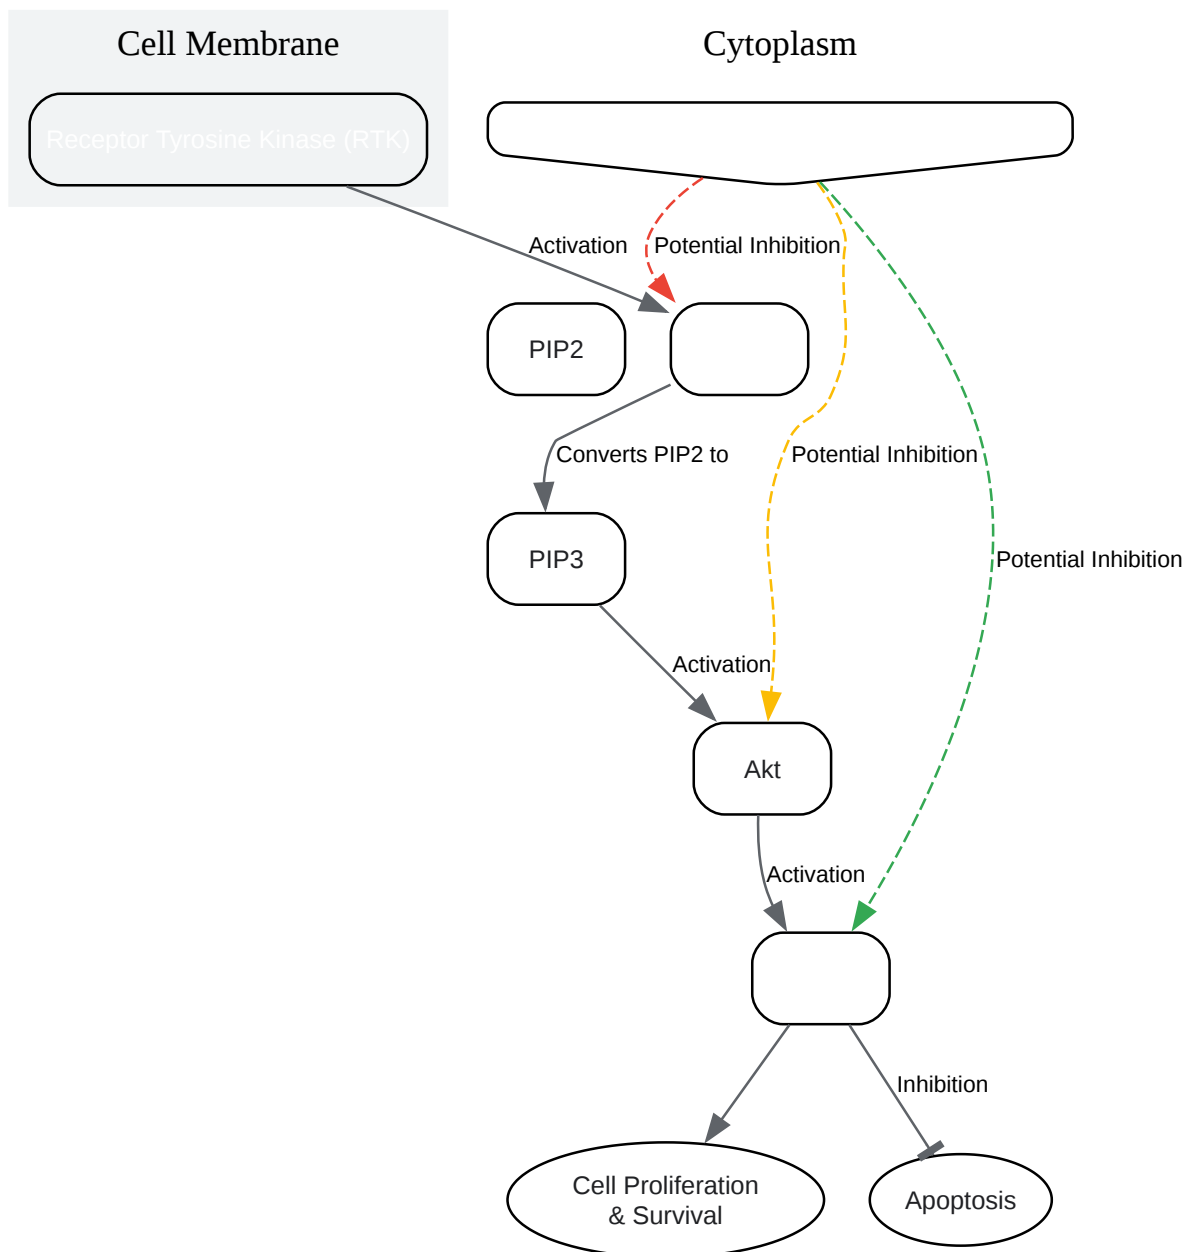 Cell Membrane
Cytoplasm
Receptor Tyrosine Kinase (RTK)
Activation
Potential Inhibition
PIP2
Converts PIP2 to
Potential Inhibition
PIP3
Potential Inhibition
Activation
Akt
Activation
Inhibition
Cell Proliferation
& Survival
Apoptosis